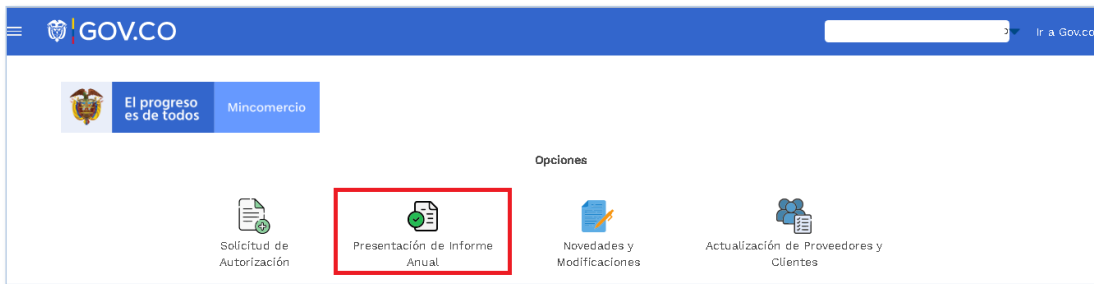 GOV.CO
Ir a Gov.co
El progreso
es de todos
Mincomercio
Opciones
Solicitud de
Autorización
Presentación de Informe
Anual
Novedades y
Modificaciones
Actualización de Proveedores y
Clientes